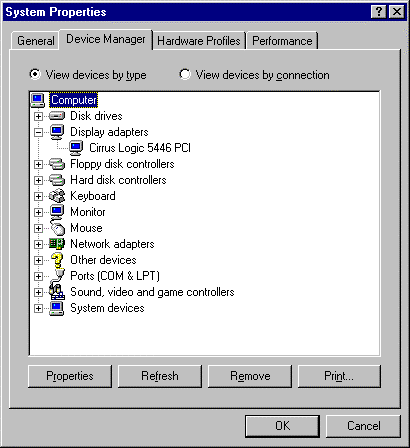 System Properties
General Device Manager Hardware Profiles Performance
View devices by type View devices by connection
Computer
Disk drives
Display adapters
Cirrus Logic 5446 PCI
Floppy disk controllers
Hard disk controllers
Keyboard
Monitor
Mouse
Network adapters
Other devices
Ports (COM & LPT)
Sound, video and game controllers
System devices
Properties Refresh Remove Print...
OK Cancel